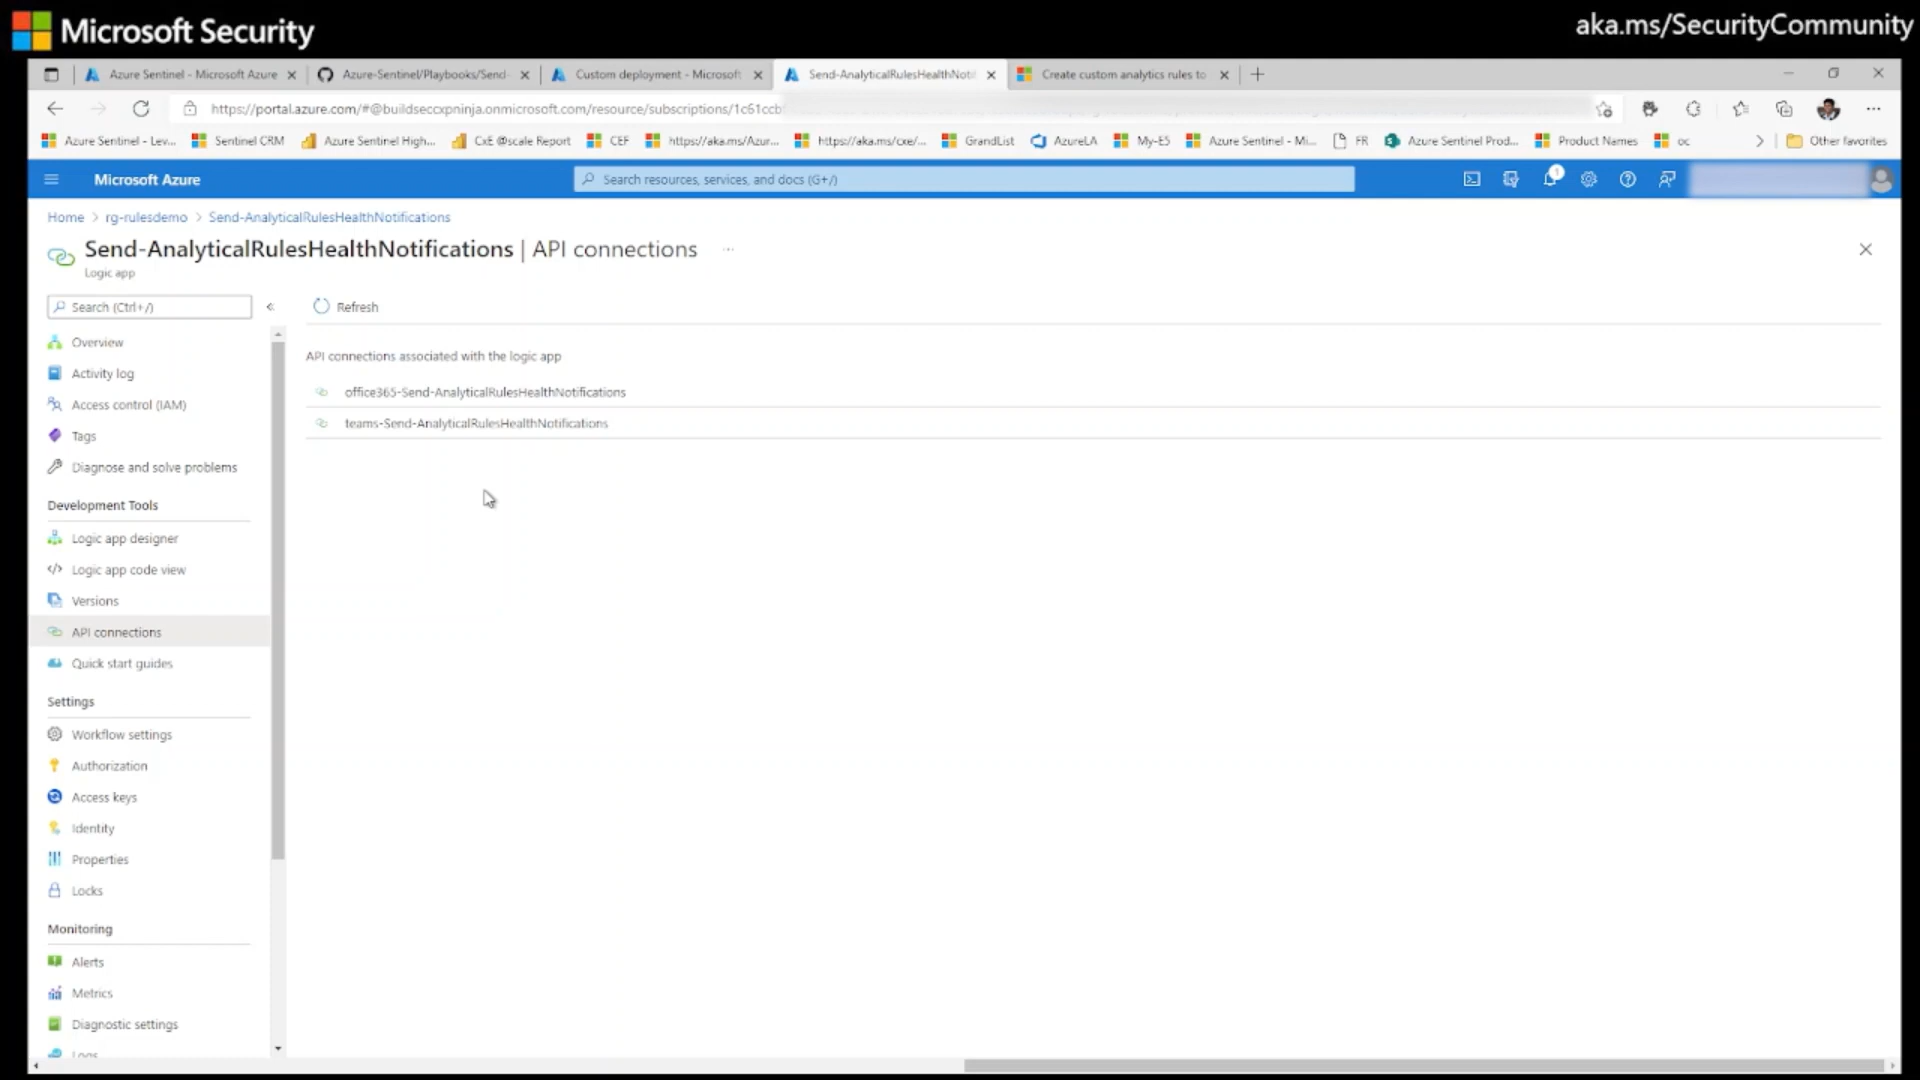 Microsoft Security
aka.ms/SecurityCommunity
Azure Sentinel - Microsoft Azure
Azure-Sentinel/Playbooks/Send-
Custom deployment - Microsoft
Send-AnalyticalRulesHealthNoti
Create custom analytics rules to
https://portal.azure.com/#@buildseccxpninja.onmicrosoft.com/resource/subscriptions/1c61ccb
Azure Sentinel - Lev...
Sentinel CRM
Azure Sentinel High...
CxE @scale Report
CEF
https://aka.ms/Azur...
https://aka.ms/cxe/...
GrandList
AzureLA
My-E5
Azure Sentinel - Mi...
FR
Azure Sentinel Prod...
Product Names
oc
Other favorites
Microsoft Azure
Search resources, services, and docs (G+/)
1
Home > rg-rulesdemo > Send-AnalyticalRulesHealthNotifications
Send-AnalyticalRulesHealthNotifications | API connections ...
Logic app
Search (Ctrl+/)
Refresh
Overview
Activity log
Access control (IAM)
Tags
Diagnose and solve problems
Development Tools
Logic app designer
Logic app code view
Versions
API connections
Quick start guides
Settings
Workflow settings
Authorization
Access keys
Identity
Properties
Locks
Monitoring
Alerts
Metrics
Diagnostic settings
Logs
API connections associated with the logic app
office365-Send-AnalyticalRulesHealthNotifications
teams-Send-AnalyticalRulesHealthNotifications